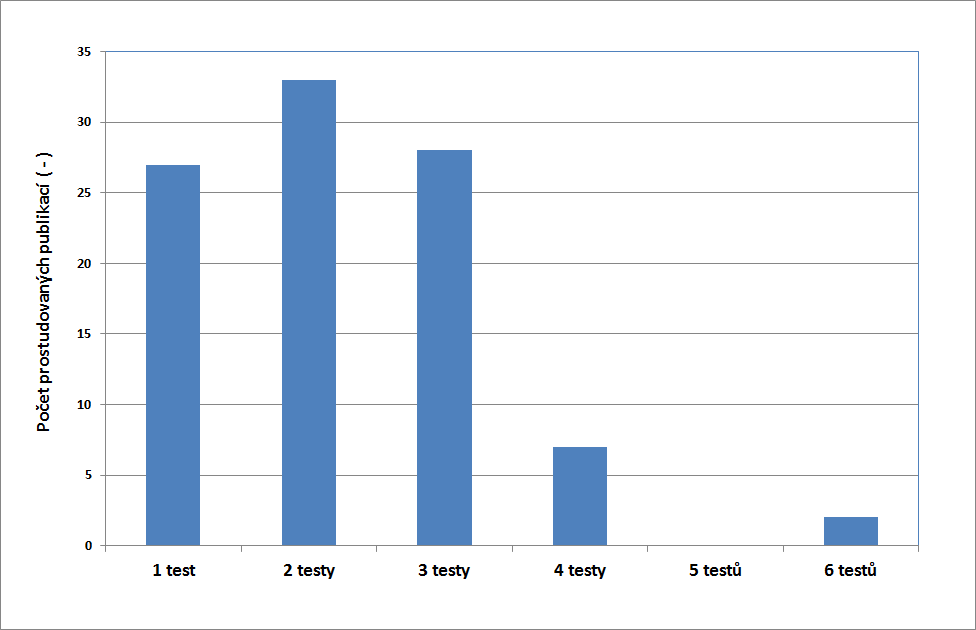 Počet prostudovaných publikací ( - )
35
30
25
20
15
10
5
0
1 test
2 testy
3 testy
4 testy
5 testů
6 testů